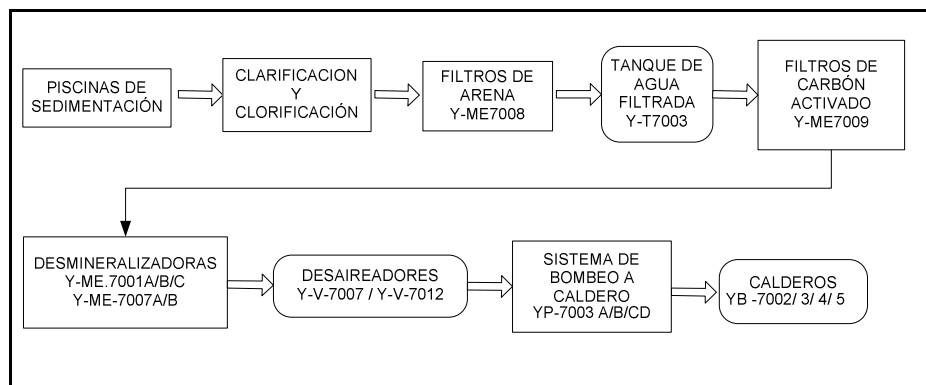 PISCINAS DE
SEDIMENTACIÓN
CLARIFICACION
Y
CLORIFICACIÓN
FILTROS DE
ARENA
Y-ME7008
TANQUE DE
AGUA
FILTRADA
Y-T7003
FILTROS DE
CARBÓN
ACTIVADO
Y-ME7009
DESMINERALIZADORAS
Y-ME.7001A/B/C
Y-ME-7007A/B
DESAIREADORES
Y-V-7007 / Y-V-7012
SISTEMA DE
BOMBEO A
CALDERO
YP-7003 A/B/CD
CALDEROS
YB -7002/ 3/ 4/ 5